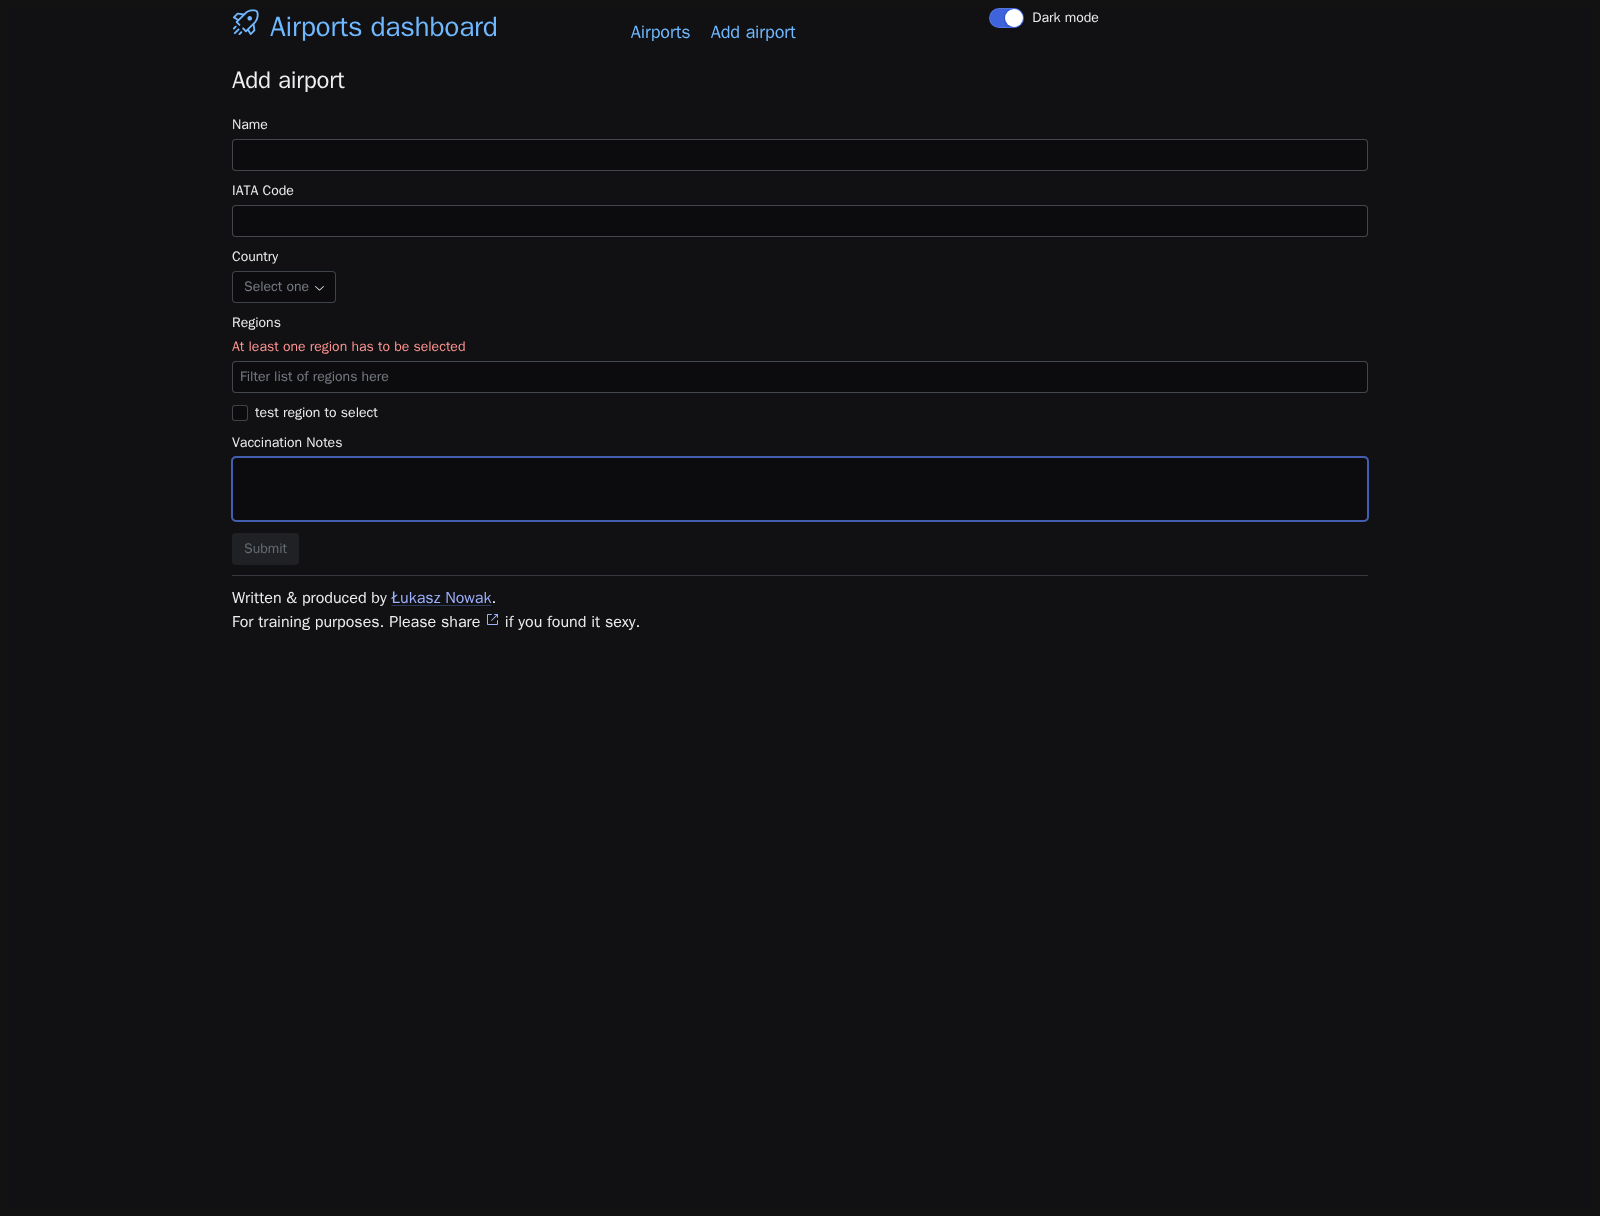 Airports dashboard
Airports
Add airport
Dark mode
Add airport
Name
IATA Code
Country
Select one
Regions
At least one region has to be selected
Filter list of regions here
test region to select
Vaccination Notes
Submit
Written & produced by Łukasz Nowak.
For training purposes. Please share if you found it sexy.